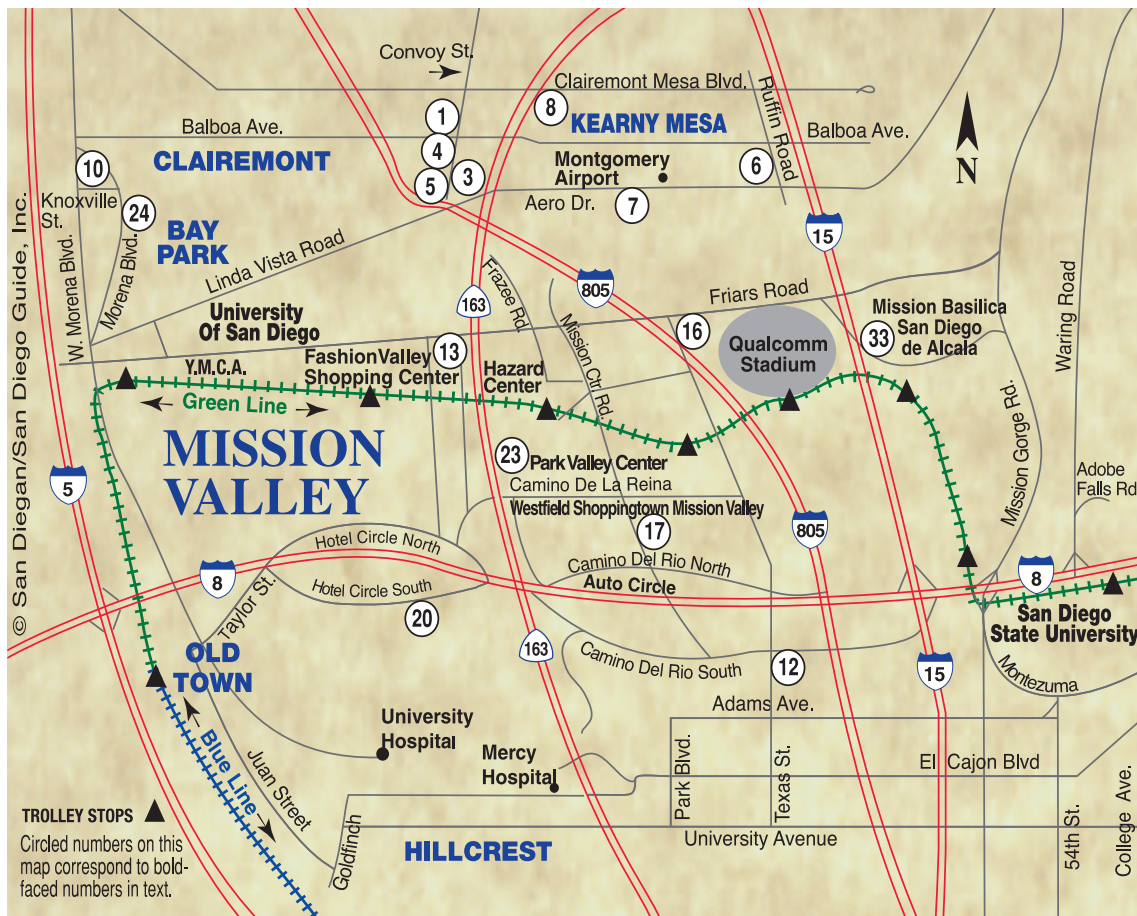 Convoy St.
Clairemont Mesa Blvd.
Ruffin Road
1
8
KEARNY MESA
Balboa Ave.
Balboa Ave.
CLAIREMONT
4
Montgomery
Airport
6
N
10
5
3
Knoxville
St.
24
Aero Dr.
7
BAY
PARK
W. Morena Blvd.
Morena Blvd.
Linda Vista Road
15
Waring Road
© San Diegan/San Diego Guide, Inc.
163
Frazee Rd.
805
Friars Road
University
Of San Diego
Mission Ctr Rd.
16
Qualcomm
Stadium
33
Mission Basilica
San Diego
de Alcala
13
Y.M.C.A.
Fashion Valley
Shopping Center
Hazard
Center
Green Line
Mission Gorge Rd.
MISSION
VALLEY
23
Park Valley Center
Camino De La Reina
Adobe
Falls Rd
5
Westfield Shoppingtown Mission Valley
17
805
Hotel Circle North
Camino Del Rio North
8
Hotel Circle South
Auto Circle
8
Taylor St.
20
San Diego
State University
163
Camino Del Rio South
12
15
OLD
TOWN
Montezuma
Adams Ave.
University
Hospital
Blue Line
Juan Street
Mercy
Hospital
Park Blvd.
Texas St.
El Cajon Blvd
TROLLEY STOPS
Circled numbers on this
map correspond to bold-
faced numbers in text.
Goldfinch
HILLCREST
University Avenue
54th St.
College Ave.